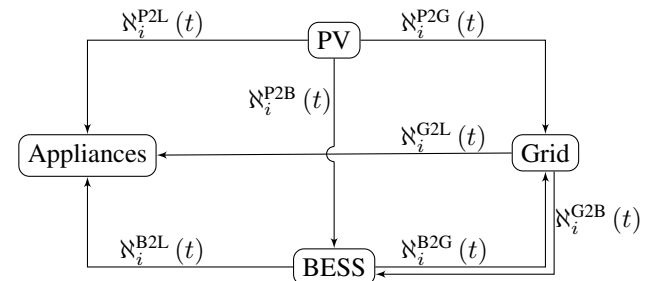 ℵ_i^{P2L}(t)
PV
ℵ_i^{P2G}(t)
ℵ_i^{P2B}(t)
ℵ_i^{G2L}(t)
Appliances
Grid
ℵ_i^{G2B}(t)
ℵ_i^{B2L}(t)
BESS
ℵ_i^{B2G}(t)